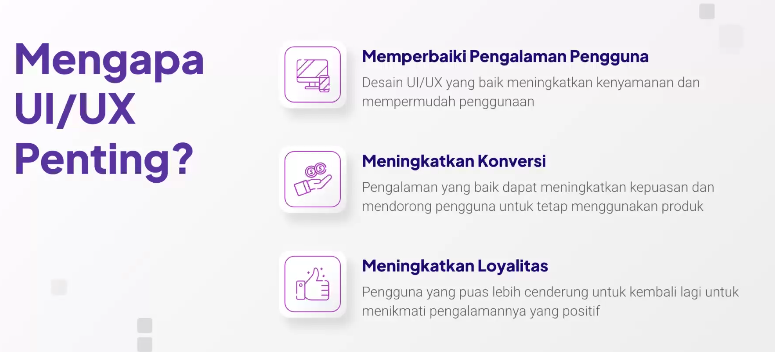 Mengapa
UI/UX
Penting?
Memperbaiki Pengalaman Pengguna
Desain UI/UX yang baik meningkatkan kenyamanan dan
mempermudah penggunaan
Meningkatkan Konversi
Pengalaman yang baik dapat meningkatkan kepuasan dan
mendorong pengguna untuk tetap menggunakan produk
Meningkatkan Loyalitas
Pengguna yang puas lebih cenderung untuk kembali lagi untuk
menikmati pengalamannya yang positif